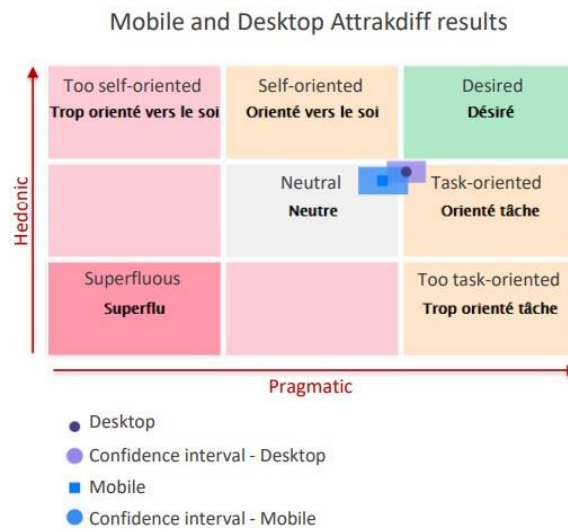 Mobile and Desktop Attrakdiff results
Too self-oriented
Trop orienté vers le soi
Self-oriented
Orienté vers le soi
Desired
Désiré
Neutral
Neutre
Task-oriented
Orienté tâche
Superfluous
Superflu
Too task-oriented
Trop orienté tâche
Hedonic
Pragmatic
Desktop
Confidence interval - Desktop
Mobile
Confidence interval - Mobile